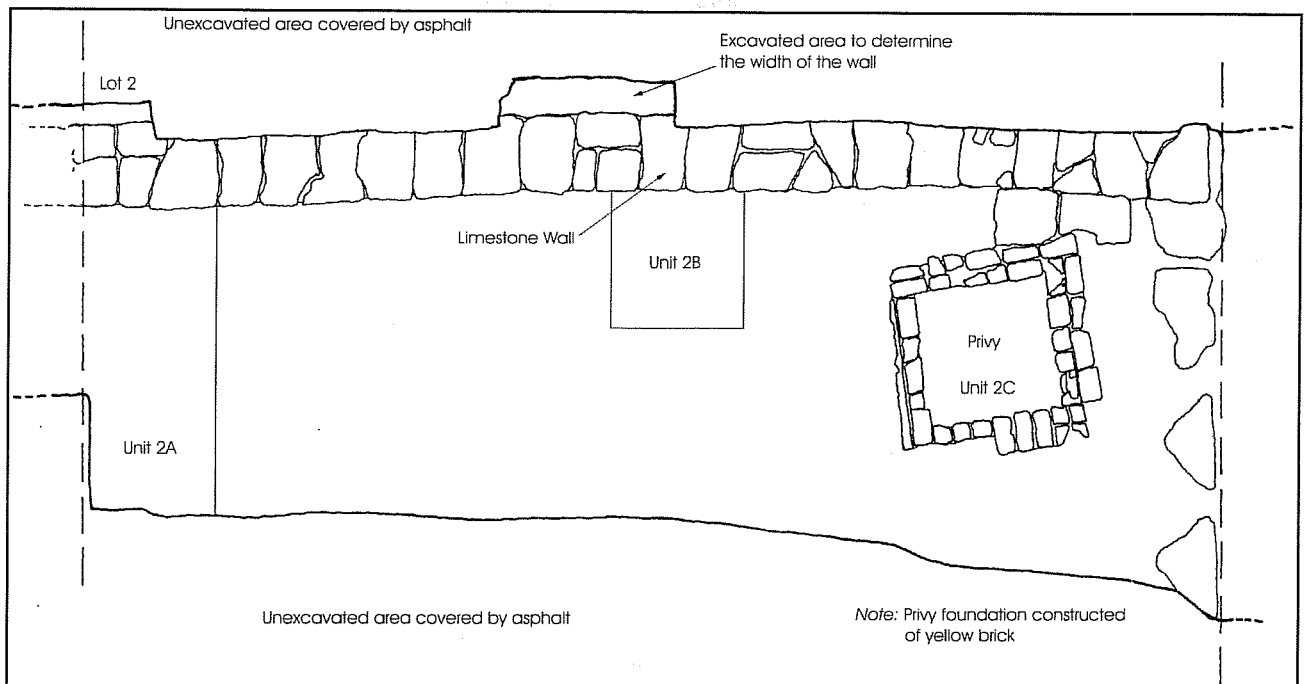 Unexcavated area covered by asphalt
Excavated area to determine
the width of the wall
Lot 2
Limestone Wall
Unit 2B
Privy
Unit 2C
Unit 2A
Unexcavated area covered by asphalt
Note: Privy foundation constructed
of yellow brick